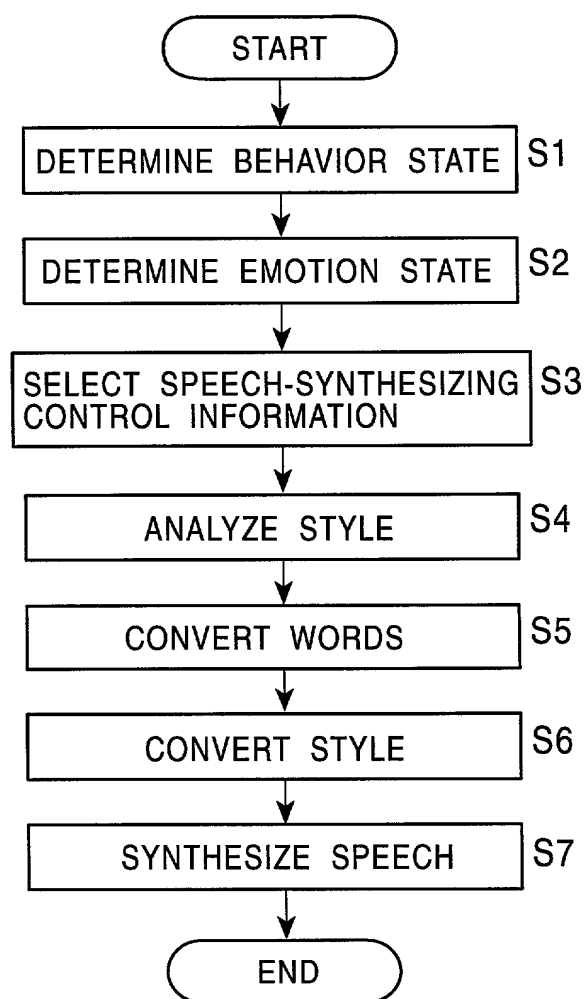 START
DETERMINE BEHAVIOR STATE S1
DETERMINE EMOTION STATE S2
SELECT SPEECH-SYNTHESIZING S3
CONTROL INFORMATION
ANALYZE STYLE S4
CONVERT WORDS S5
CONVERT STYLE S6
SYNTHESIZE SPEECH S7
END